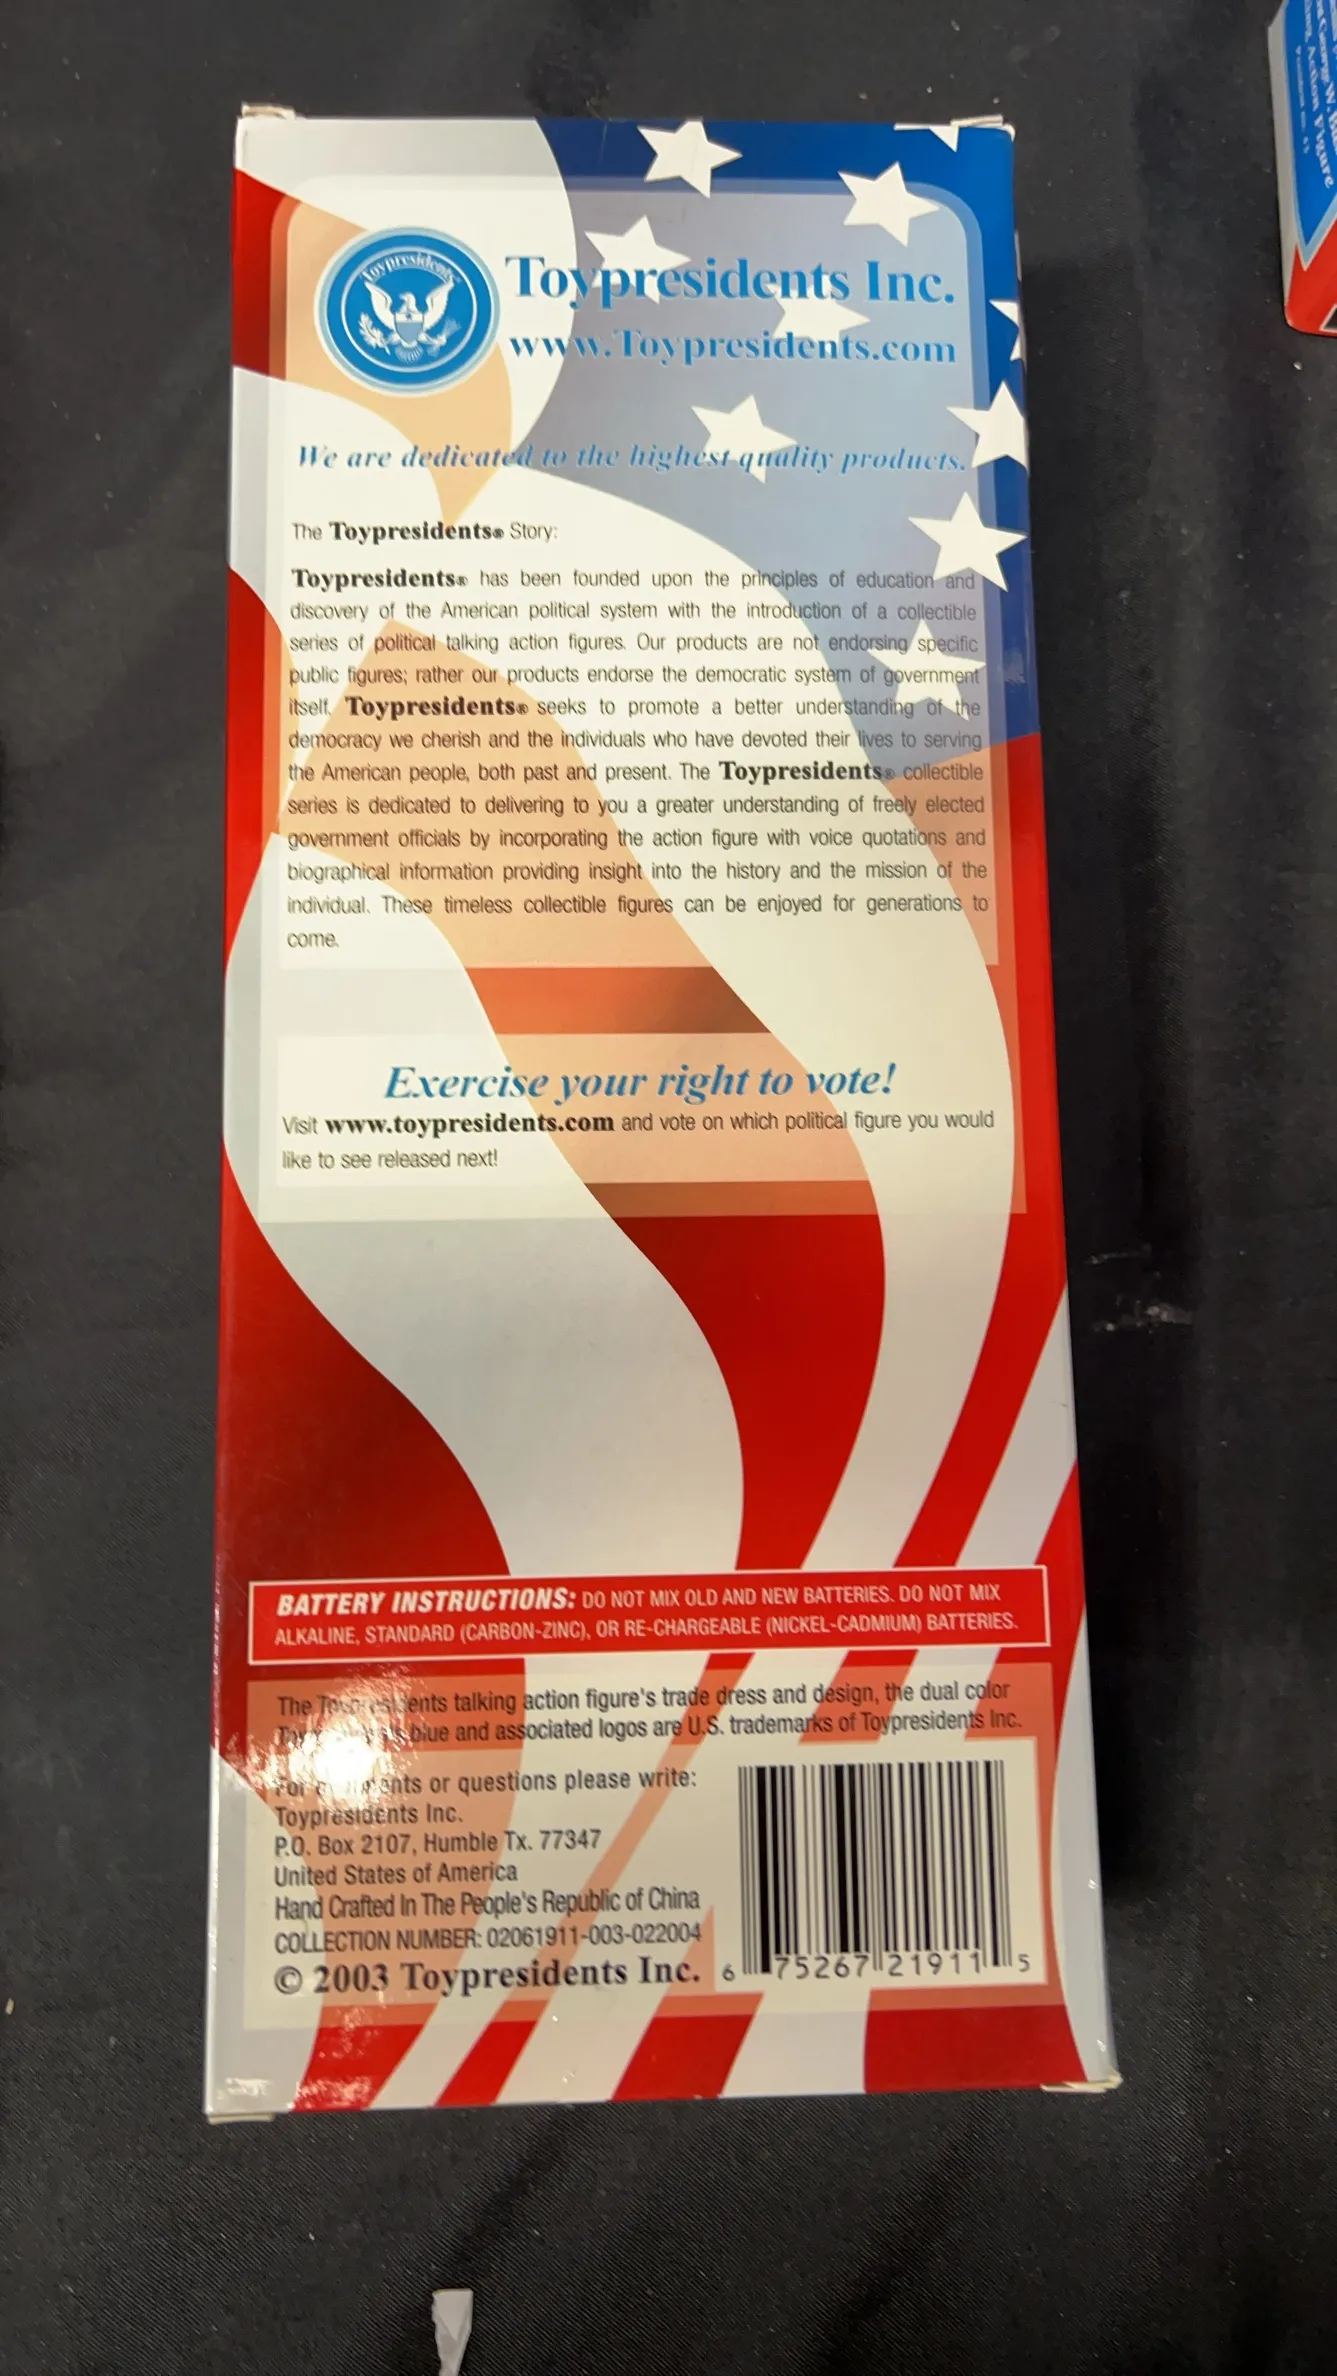 George W. Bush
Action Figure
Toypresidents
Toypresidents Inc.
www.Toypresidents.com
We are dedicated to the highest quality products.
The Toypresidents® Story:
Toypresidents® has been founded upon the principles of education and
discovery of the American political system with the introduction of a collectible
series of political talking action figures. Our products are not endorsing specific
public figures; rather our products endorse the democratic system of government
itself. Toypresidents® seeks to promote a better understanding of the
democracy we cherish and the individuals who have devoted their lives to serving
the American people, both past and present. The Toypresidents® collectible
series is dedicated to delivering to you a greater understanding of freely elected
government officials by incorporating the action figure with voice quotations and
biographical information providing insight into the history and the mission of the
individual. These timeless collectible figures can be enjoyed for generations to
come.
Exercise your right to vote!
Visit www.toypresidents.com and vote on which political figure you would
like to see released next!
BATTERY INSTRUCTIONS: DO NOT MIX OLD AND NEW BATTERIES. DO NOT MIX
ALKALINE, STANDARD (CARBON-ZINC), OR RE-CHARGEABLE (NICKEL-CADMIUM) BATTERIES.
The Toypresidents talking action figure's trade dress and design, the dual color
blue and associated logos are U.S. trademarks of Toypresidents Inc.
For comments or questions please write:
Toypresidents Inc.
P.O. Box 2107, Humble Tx. 77347
United States of America
Hand Crafted In The People's Republic of China
COLLECTION NUMBER: 02061911-003-022004
© 2003 Toypresidents Inc.
6 75267 21911 5